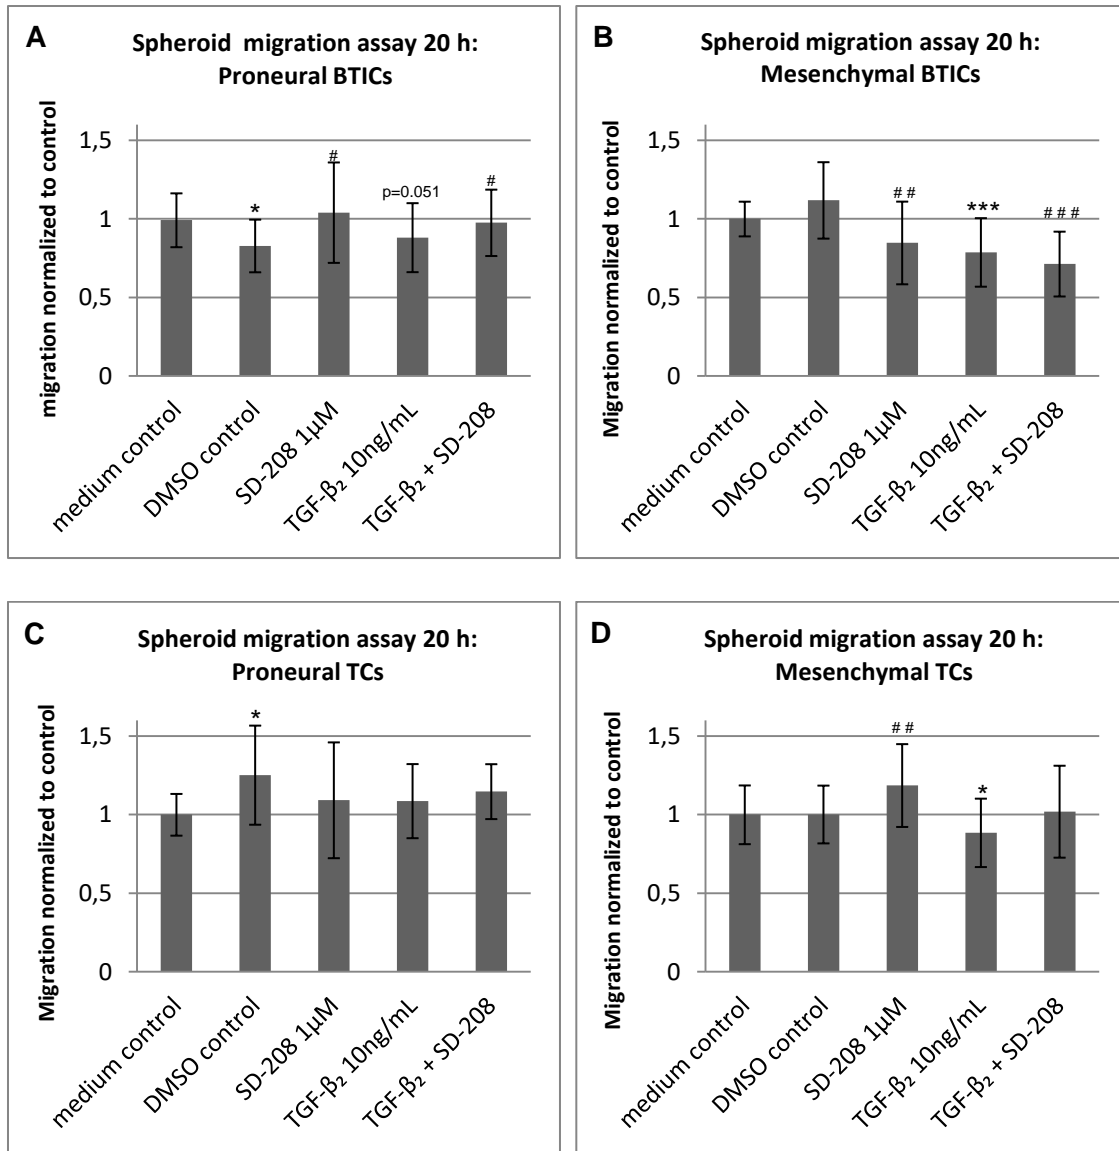 A
Spheroid  migration assay 20 h:
Proneural BTICs
migration normalized to control
1,5
1
0,5
0
*
#
p=0.051
#
medium control
DMSO control
SD-208 1µM
TGF-β₂ 10ng/mL
TGF-β₂ + SD-208
B
Spheroid migration assay 20 h:
Mesenchymal BTICs
Migration normalized to control
1,5
1
0,5
0
# #
***
# # #
medium control
DMSO control
SD-208 1µM
TGF-β₂ 10ng/mL
TGF-β₂ + SD-208
C
Spheroid migration assay 20 h:
Proneural TCs
Migration normalized to control
1,5
1
0,5
0
*
medium control
DMSO control
SD-208 1µM
TGF-β₂ 10ng/mL
TGF-β₂ + SD-208
D
Spheroid migration assay 20 h:
Mesenchymal TCs
Migration normalized to control
1,5
1
0,5
0
# #
*
medium control
DMSO control
SD-208 1µM
TGF-β₂ 10ng/mL
TGF-β₂ + SD-208